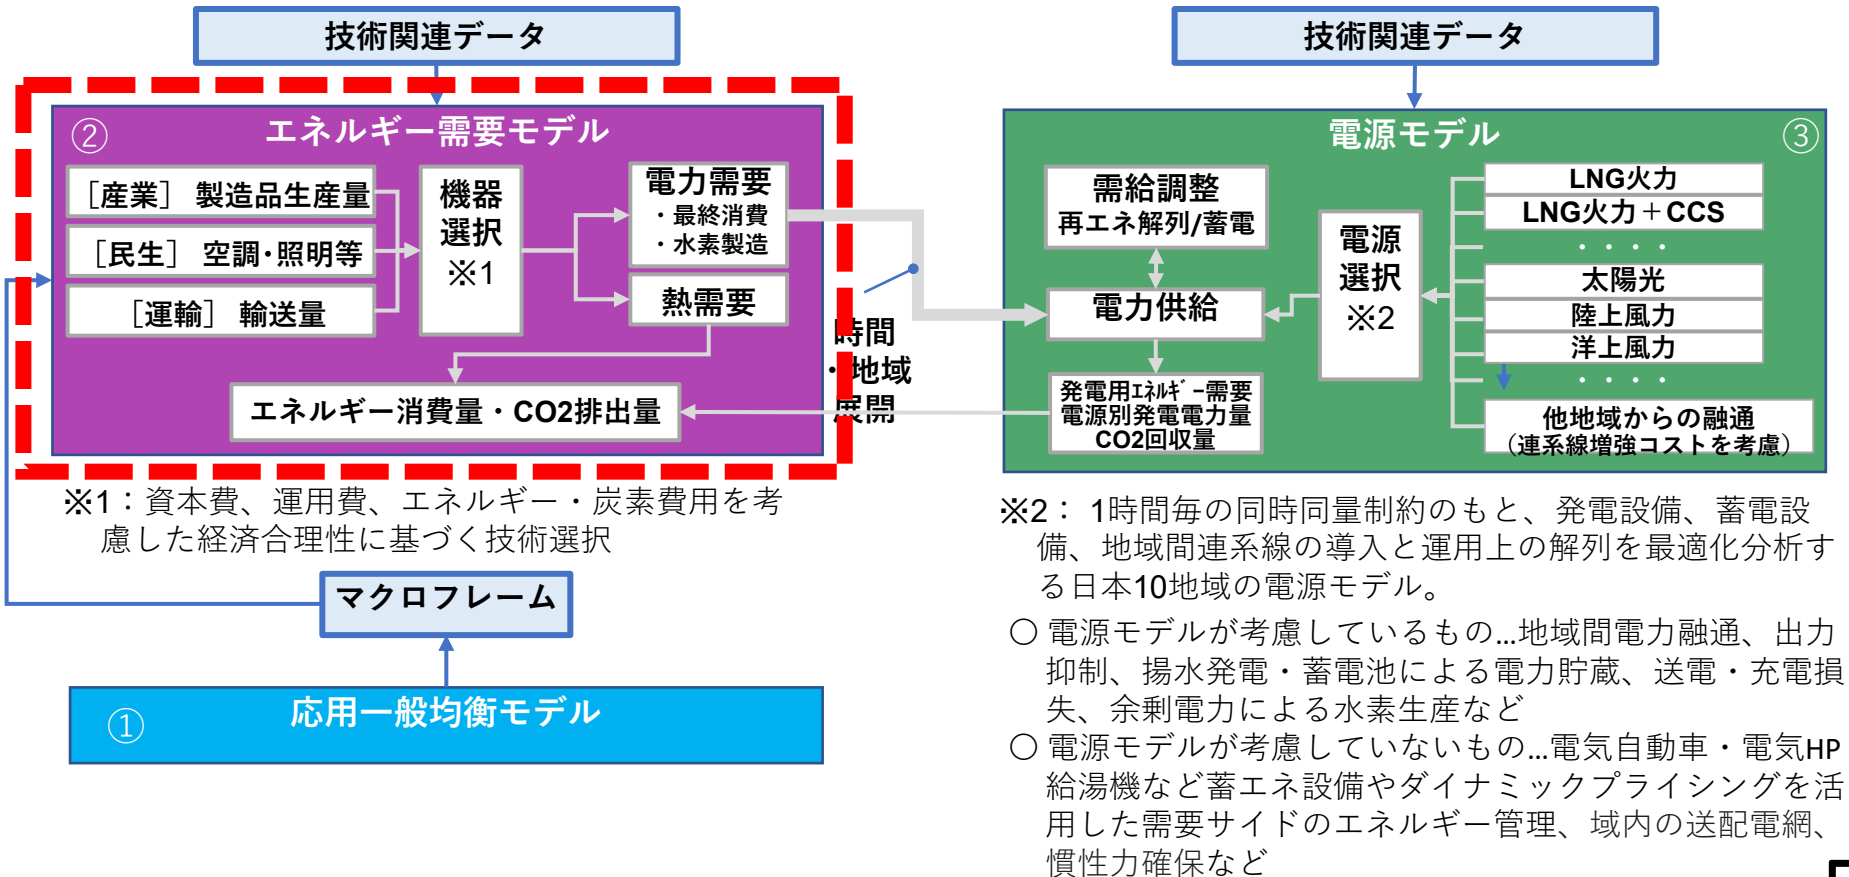 技術関連データ
② エネルギー需要モデル
［産業］ 製造品生産量
［民生］ 空調･照明等
［運輸］ 輸送量
機器
選択
※1
電力需要
・最終消費
・水素製造
熱需要
エネルギー消費量・CO2排出量
時間
・地域
展開
※1：資本費、運用費、エネルギー・炭素費用を考
慮した経済合理性に基づく技術選択
マクロフレーム
① 応用一般均衡モデル
技術関連データ
電源モデル ③
需給調整
再エネ解列/蓄電
電力供給
発電用ｴﾈﾙｷﾞｰ需要
電源別発電電力量
CO2回収量
電源
選択
※2
LNG火力
LNG火力＋CCS
・・・・
太陽光
陸上風力
洋上風力
・・・・
他地域からの融通
（連系線増強コストを考慮）
※2： 1時間毎の同時同量制約のもと、発電設備、蓄電設
備、地域間連系線の導入と運用上の解列を最適化分析す
る日本10地域の電源モデル。
〇 電源モデルが考慮しているもの…地域間電力融通、出力
抑制、揚水発電・蓄電池による電力貯蔵、送電・充電損
失、余剰電力による水素生産など
〇 電源モデルが考慮していないもの…電気自動車・電気HP
給湯機など蓄エネ設備やダイナミックプライシングを活
用した需要サイドのエネルギー管理、域内の送配電網、
慣性力確保など